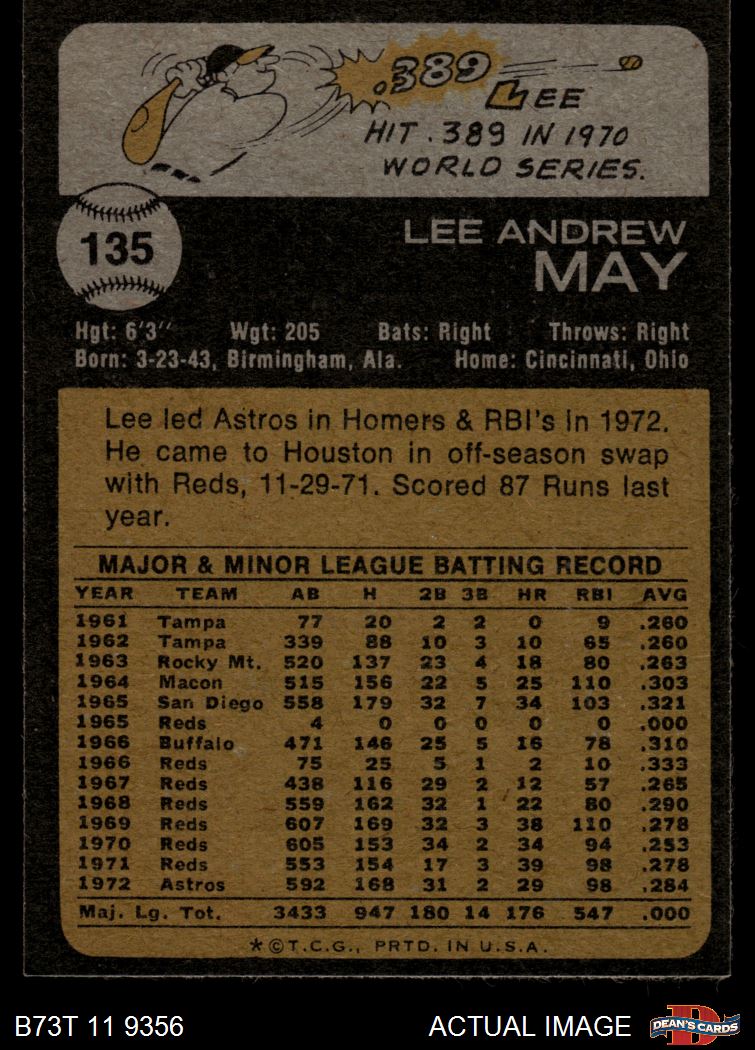 .389
LEE
HIT .389 IN 1970
WORLD SERIES.
135
LEE ANDREW
MAY
Hgt: 6'3" Wgt: 205 Bats: Right Throws: Right
Born: 3-23-43, Birmingham, Ala. Home: Cincinnati, Ohio
Lee led Astros in Homers & RBI's in 1972.
He came to Houston in off-season swap
with Reds, 11-29-71. Scored 87 Runs last
year.
MAJOR & MINOR LEAGUE BATTING RECORD
YEAR TEAM AB H 2B 3B HR RBI AVG
1961 Tampa 77 20 2 2 0 9 .260
1962 Tampa 339 88 10 3 10 65 .260
1963 Rocky Mt. 520 137 23 4 18 80 .263
1964 Macon 515 156 22 5 25 110 .303
1965 San Diego 558 179 32 7 34 103 .321
1965 Reds 4 0 0 0 0 0 .000
1966 Buffalo 471 146 25 5 16 78 .310
1966 Reds 75 25 5 1 2 10 .333
1967 Reds 438 116 29 2 12 57 .265
1968 Reds 559 162 32 1 22 80 .290
1969 Reds 607 169 32 3 38 110 .278
1970 Reds 605 153 34 2 34 94 .253
1971 Reds 553 154 17 3 39 98 .278
1972 Astros 592 168 31 2 29 98 .284
Maj. Lg. Tot. 3433 947 180 14 176 547 .000
*©T.C.G., PRTD. IN U.S.A.
B73T 11 9356 ACTUAL IMAGE DEAN'S CARDS